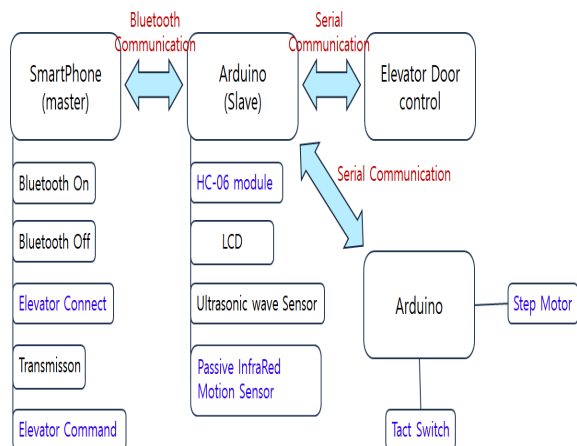 Bluetooth
Communication
Serial
Communication
SmartPhone
(master)
Arduino
(Slave)
Elevator Door
control
Serial Communication
Bluetooth On
Bluetooth Off
Elevator Connect
Transmisson
Elevator Command
HC-06 module
LCD
Ultrasonic wave Sensor
Passive InfraRed
Motion Sensor
Arduino
Step Motor
Tact Switch